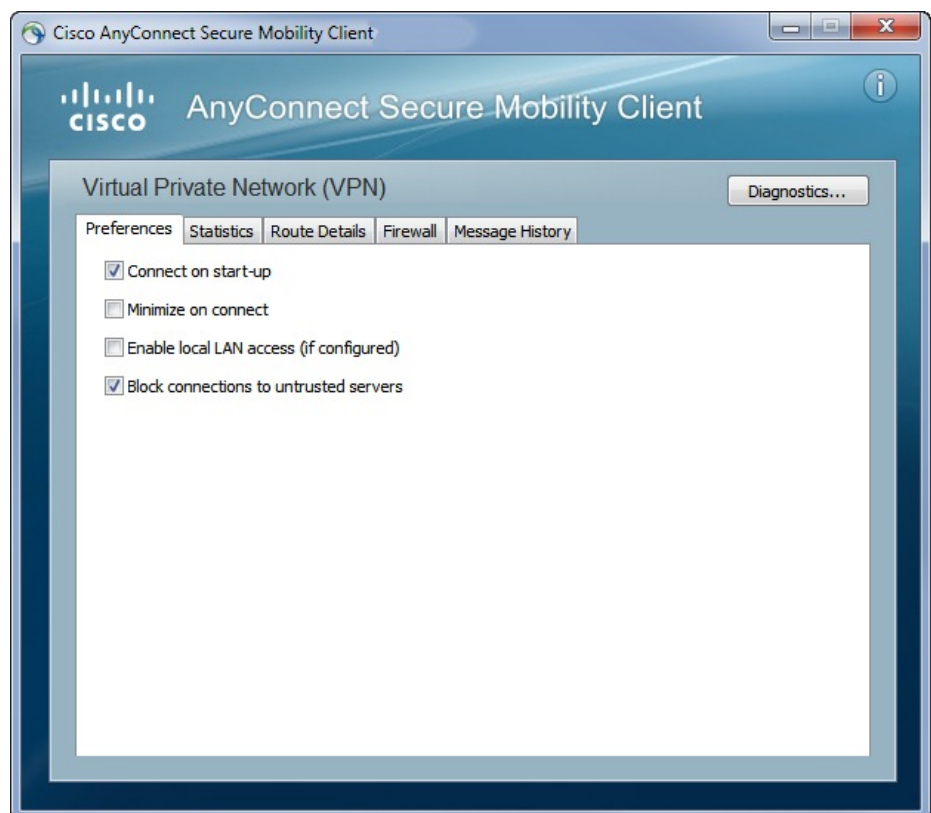 Cisco AnyConnect Secure Mobility Client
CISCO
AnyConnect Secure Mobility Client
Virtual Private Network (VPN)
Diagnostics...
Preferences Statistics Route Details Firewall Message History
Connect on start-up
Minimize on connect
Enable local LAN access (if configured)
Block connections to untrusted servers